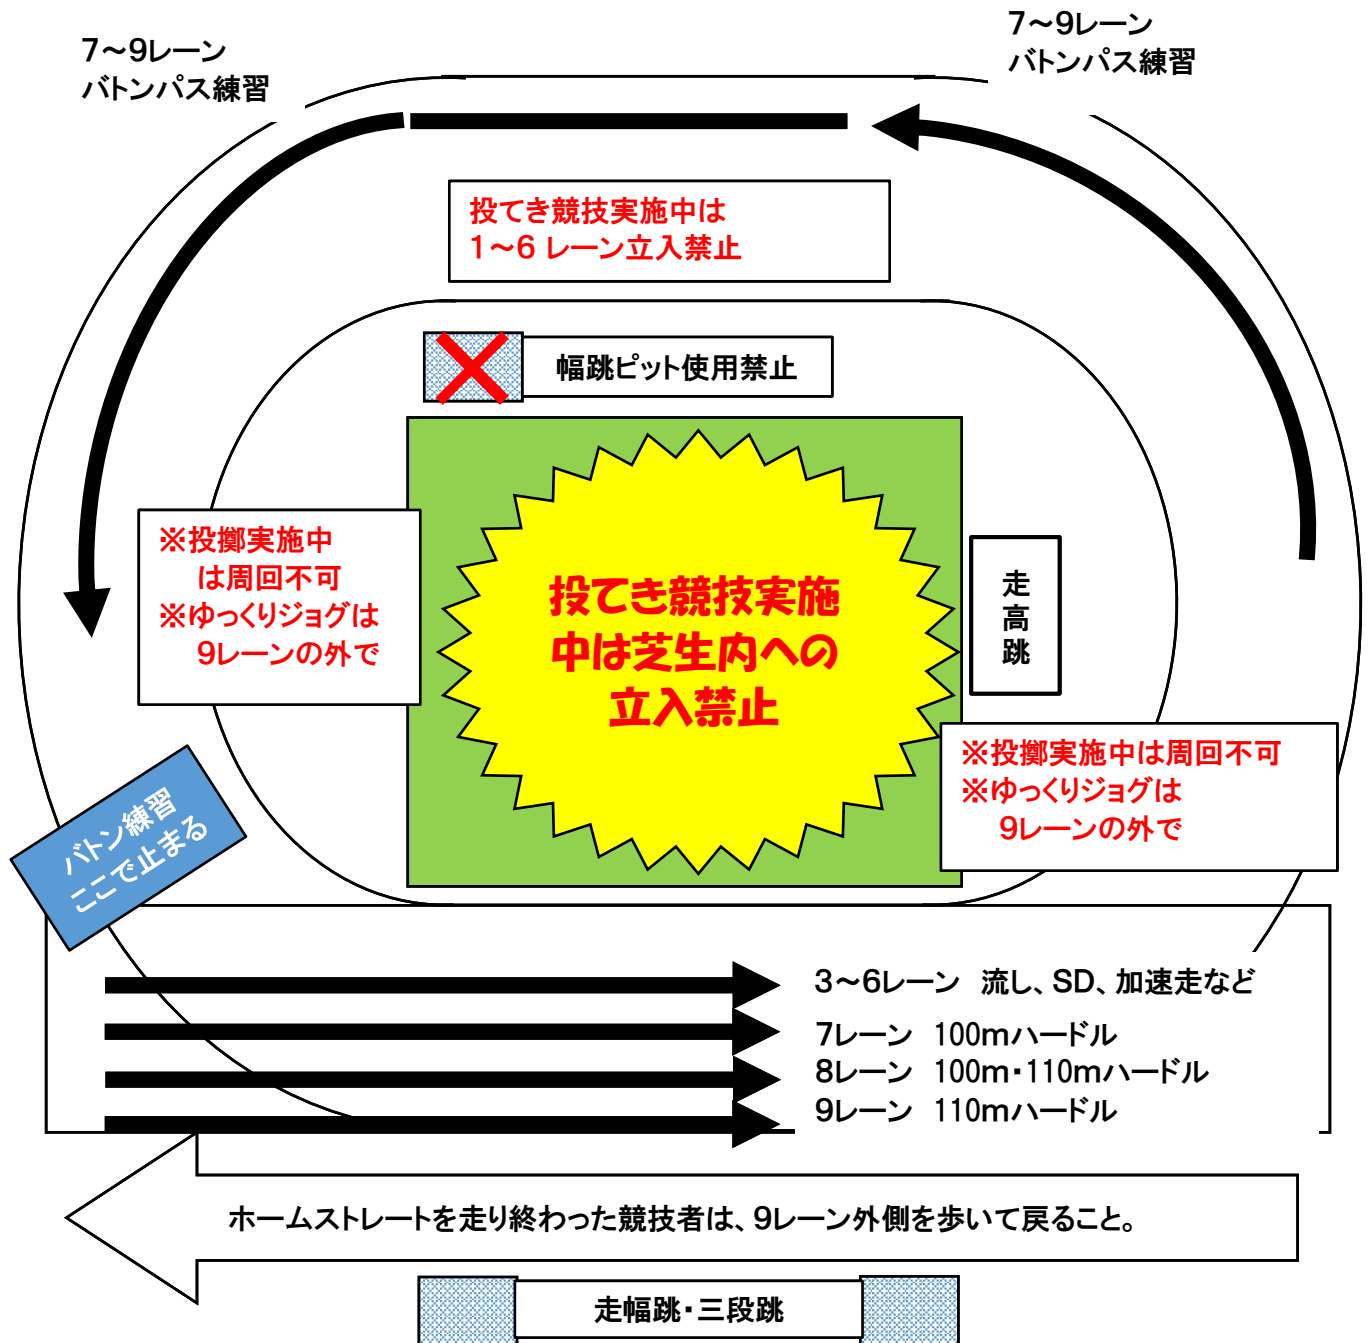 7～9レーン
バトンパス練習
7～9レーン
バトンパス練習
投てき競技実施中は
1～6 レーン立入禁止
幅跳ピット使用禁止
※投擲実施中
は周回不可
※ゆっくりジョグは
9レーンの外で
投てき競技実施
中は芝生内への
立入禁止
走
高
跳
※投擲実施中は周回不可
※ゆっくりジョグは
9レーンの外で
バトン練習
ここで止まる
3～6レーン 流し、SD、加速走など
7レーン 100mハードル
8レーン 100m・110mハードル
9レーン 110mハードル
ホームストレートを走り終わった競技者は、9レーン外側を歩いて戻ること。
走幅跳・三段跳